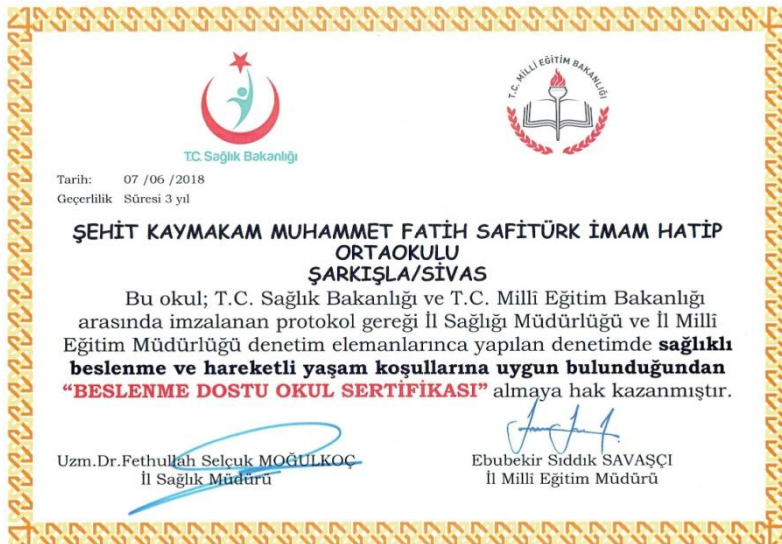 T.C. Sağlık Bakanlığı
T.C. MİLLİ EĞİTİM BAKANLIĞI
Tarih: 07 /06 /2018
Geçerlilik Süresi 3 yıl
ŞEHİT KAYMAKAM MUHAMMET FATİH SAFİTÜRK İMAM HATİP
ORTAOKULU
ŞARKIŞLA/SİVAS
Bu okul; T.C. Sağlık Bakanlığı ve T.C. Millî Eğitim Bakanlığı
arasında imzalanan protokol gereği İl Sağlığı Müdürlüğü ve İl Millî
Eğitim Müdürlüğü denetim elemanlarınca yapılan denetimde sağlıklı
beslenme ve hareketli yaşam koşullarına uygun bulunduğundan
“BESLENME DOSTU OKUL SERTİFİKASI” almaya hak kazanmıştır.
Uzm.Dr.Fethullah Selçuk MOĞULKOÇ
İl Sağlık Müdürü
Ebubekir Sıddık SAVAŞÇI
İl Millî Eğitim Müdürü